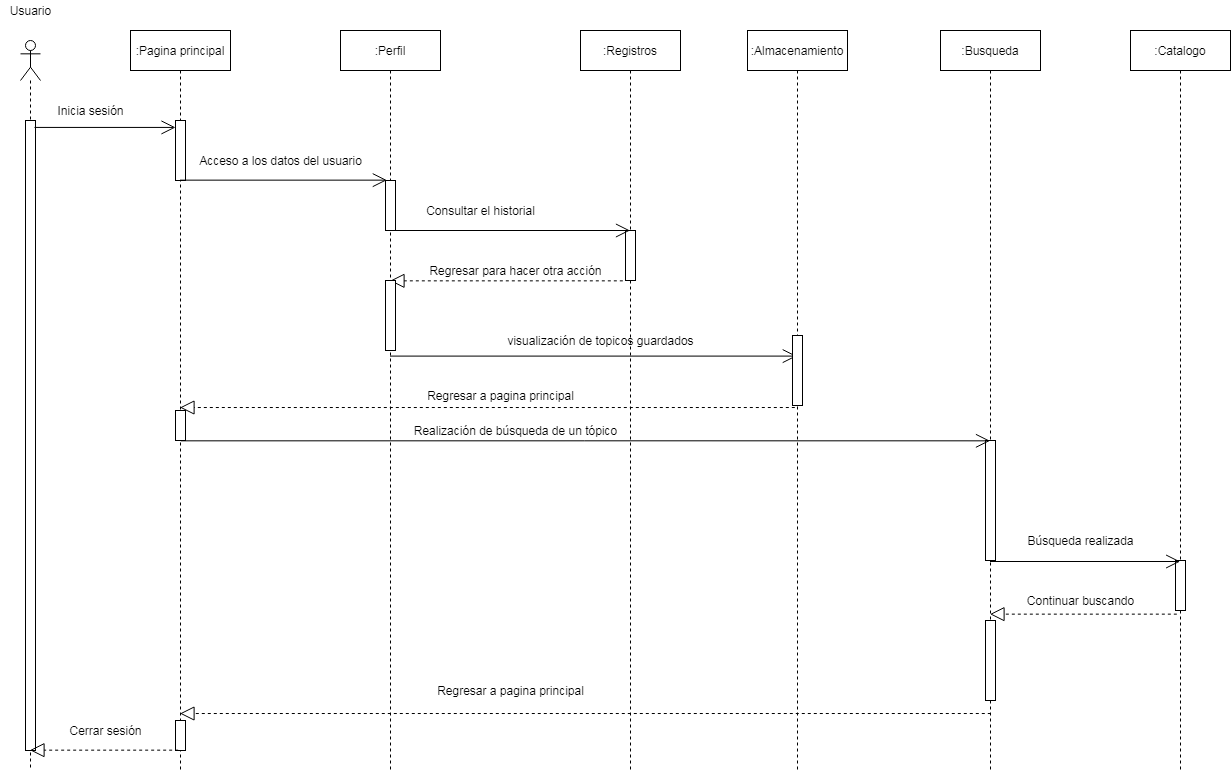 Usuario
:Pagina principal
:Perfil
:Registros
:Almacenamiento
:Busqueda
:Catalogo
Inicia sesión
Acceso a los datos del usuario
Consultar el historial
Regresar para hacer otra acción
visualización de topicos guardados
Regresar a pagina principal
Realización de búsqueda de un tópico
Búsqueda realizada
Continuar buscando
Regresar a pagina principal
Cerrar sesión